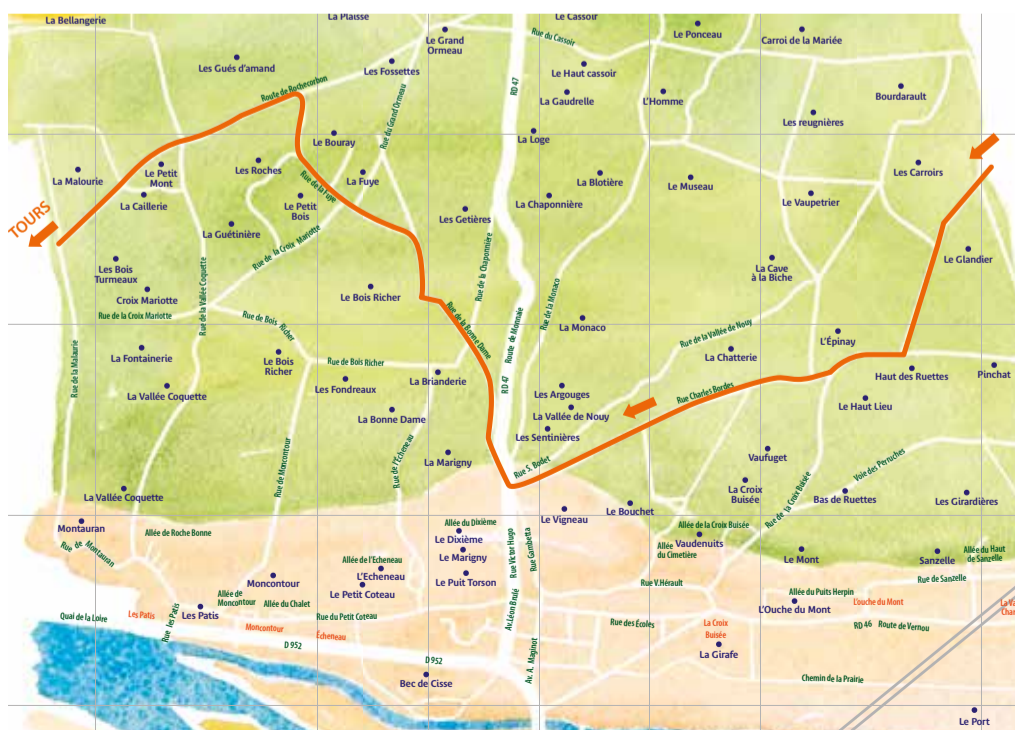 La Bellangerie
La Plaisse
Le Cassoir
Le Grand
Ormeau
Rue du Cassoir
Le Ponceau
Carroi de la Mariée
Les Gués d'amand
Les Fossettes
Le Haut cassoir
Route de Rochecorbon
RD 47
La Gaudrelle
L'Homme
Bourdarault
Rue du Grand Ormeau
Les reugnières
Le Bouray
La Loge
La Malourie
Le Petit
Mont
Les Roches
La Fuye
Rue de la Fuye
La Blotière
Le Museau
Les Carroirs
La Caillerie
Le Petit
Bois
La Chaponnière
Le Vaupetrier
TOURS
La Guétinière
Les Getières
Rue de la Croix Mariotte
Rue de la Chaponnière
Le Glandier
Les Bois
Turmeaux
Rue de la Vallée Coquette
La Cave
à la Biche
Croix Mariotte
Le Bois Richer
Rue de la Monaco
Rue de la Croix Mariotte
Rue de Bois Richer
Rue de la Bonne Dame
Route de Monnaie
La Monaco
Rue de la Vallée de Nouy
L'Épinay
La Fontainerie
Le Bois
Richer
Rue de Bois Richer
La Chatterie
Rue de la Malaurie
Les Fondreaux
La Brianderie
RD 47
Haut des Ruettes
Pinchat
La Vallée Coquette
Les Argouges
Rue Charles Bordes
La Bonne Dame
La Vallée de Nouy
Le Haut Lieu
Les Sentinières
Rue de Moncontour
Rue de l'Echeneau
La Marigny
Rue S. Bodet
Vaufuget
Voie des Perruches
La Vallée Coquette
La Croix
Buisée
Rue de la Croix Buisée
Bas de Ruettes
Les Girardières
Montauran
Allée de Roche Bonne
Allée du Dixième
Le Vigneau
Le Bouchet
Allée de la Croix Buisée
Rue de Montauran
Le Dixième
Rue Victor Hugo
Rue Gambetta
Allée
du Cimetière
Vaudenuits
Le Mont
Sanzelle
Allée du Haut
de Sanzelle
Allée de l'Echeneau
Le Marigny
Moncontour
L'Echeneau
Le Puit Torson
Rue V.Hérault
Rue de Sanzelle
Le Petit Coteau
Allée du Puits Herpin
Allée de
Moncontour
Allée du Chalet
L'Ouche du Mont
L'ouche du Mont
Quai de la Loire
Les Patis
Rue les Patis
Les Patis
Rue du Petit Coteau
Av.Léon Brulé
Rue des Écoles
La Croix
Buisée
RD 46 Route de Vernou
Moncontour
Écheneau
D 952
D 952
Av. A. Maginot
La Girafe
Bec de Cisse
Chemin de la Prairie
Le Port